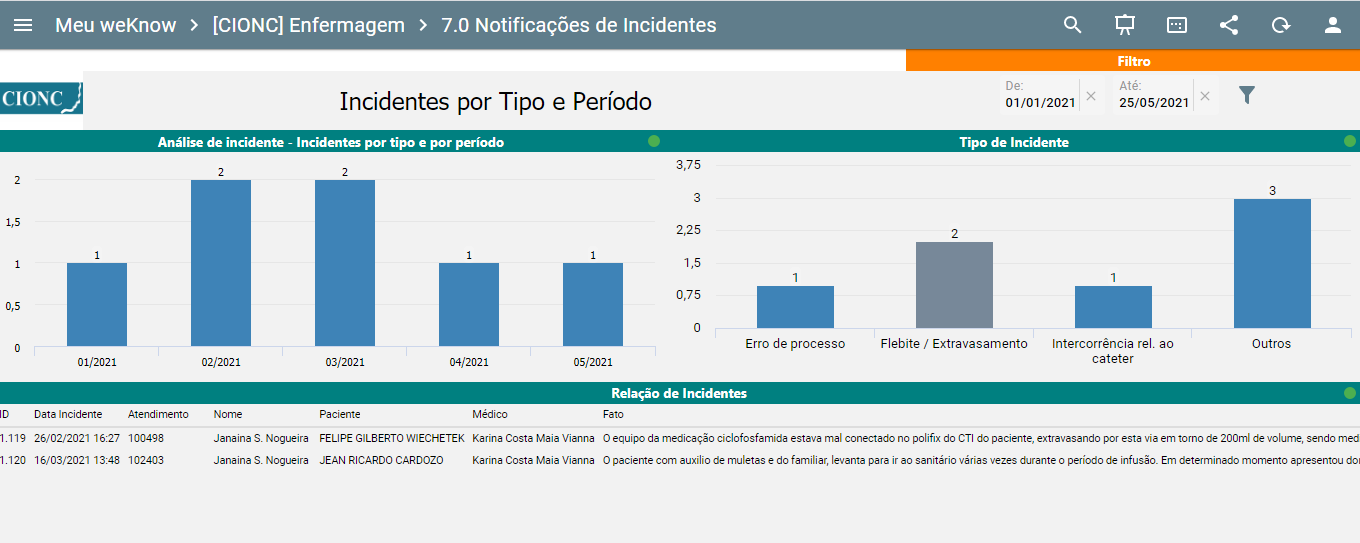 Meu weKnow > [CIONC] Enfermagem > 7.0 Notificações de Incidentes
Filtro
CIONC
Incidentes por Tipo e Período
De:
01/01/2021
Até:
25/05/2021
Análise de incidente - Incidentes por tipo e por período
2
1,5
1
0,5
0
1
2
2
1
1
01/2021
02/2021
03/2021
04/2021
05/2021
Tipo de Incidente
3,75
3
2,25
1,5
0,75
0
1
2
1
3
Erro de processo
Flebite / Extravasamento
Intercorrência rel. ao
cateter
Outros
Relação de Incidentes
ID Data Incidente Atendimento Nome Paciente Médico Fato
1.119 26/02/2021 16:27 100498 Janaina S. Nogueira FELIPE GILBERTO WIECHETEK Karina Costa Maia Vianna O equipo da medicação ciclofosfamida estava mal conectado no polifix do CTI do paciente, extravasando por esta via em torno de 200ml de volume, sendo med
1.120 16/03/2021 13:48 102403 Janaina S. Nogueira JEAN RICARDO CARDOZO Karina Costa Maia Vianna O paciente com auxilio de muletas e do familiar, levanta para ir ao sanitário várias vezes durante o período de infusão. Em determinado momento apresentou dor